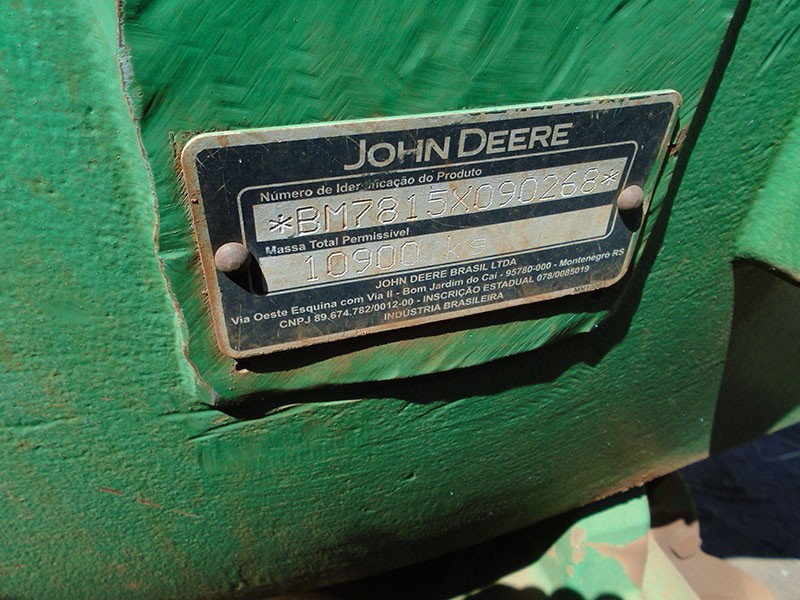 JOHN DEERE
Número de Identificação do Produto
*BM7815X090268*
Massa Total Permissível
10900 kg
JOHN DEERE BRASIL LTDA
Via Oeste Esquina com Via II - Bom Jardim do Caí - 95780-000 - Montenegro RS
CNPJ 89.674.782/0012-00 - INSCRIÇÃO ESTADUAL 078/0085019
INDÚSTRIA BRASILEIRA